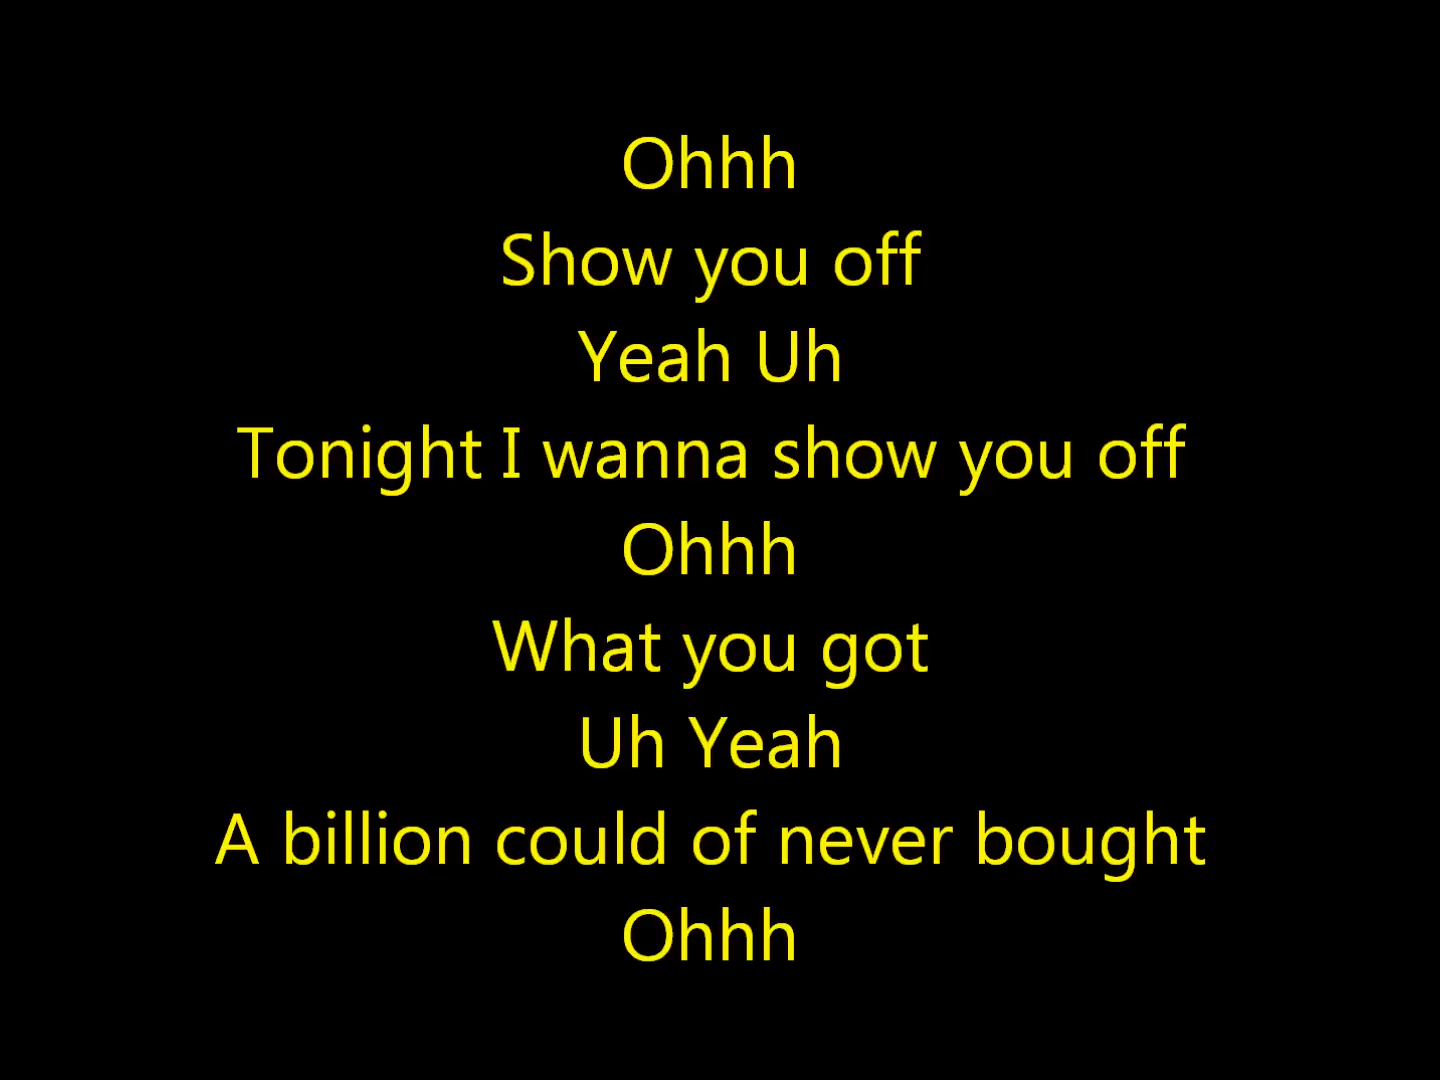 Ohhh
Show you off
Yeah Uh
Tonight I wanna show you off
Ohhh
What you got
Uh Yeah
A billion could of never bought
Ohhh